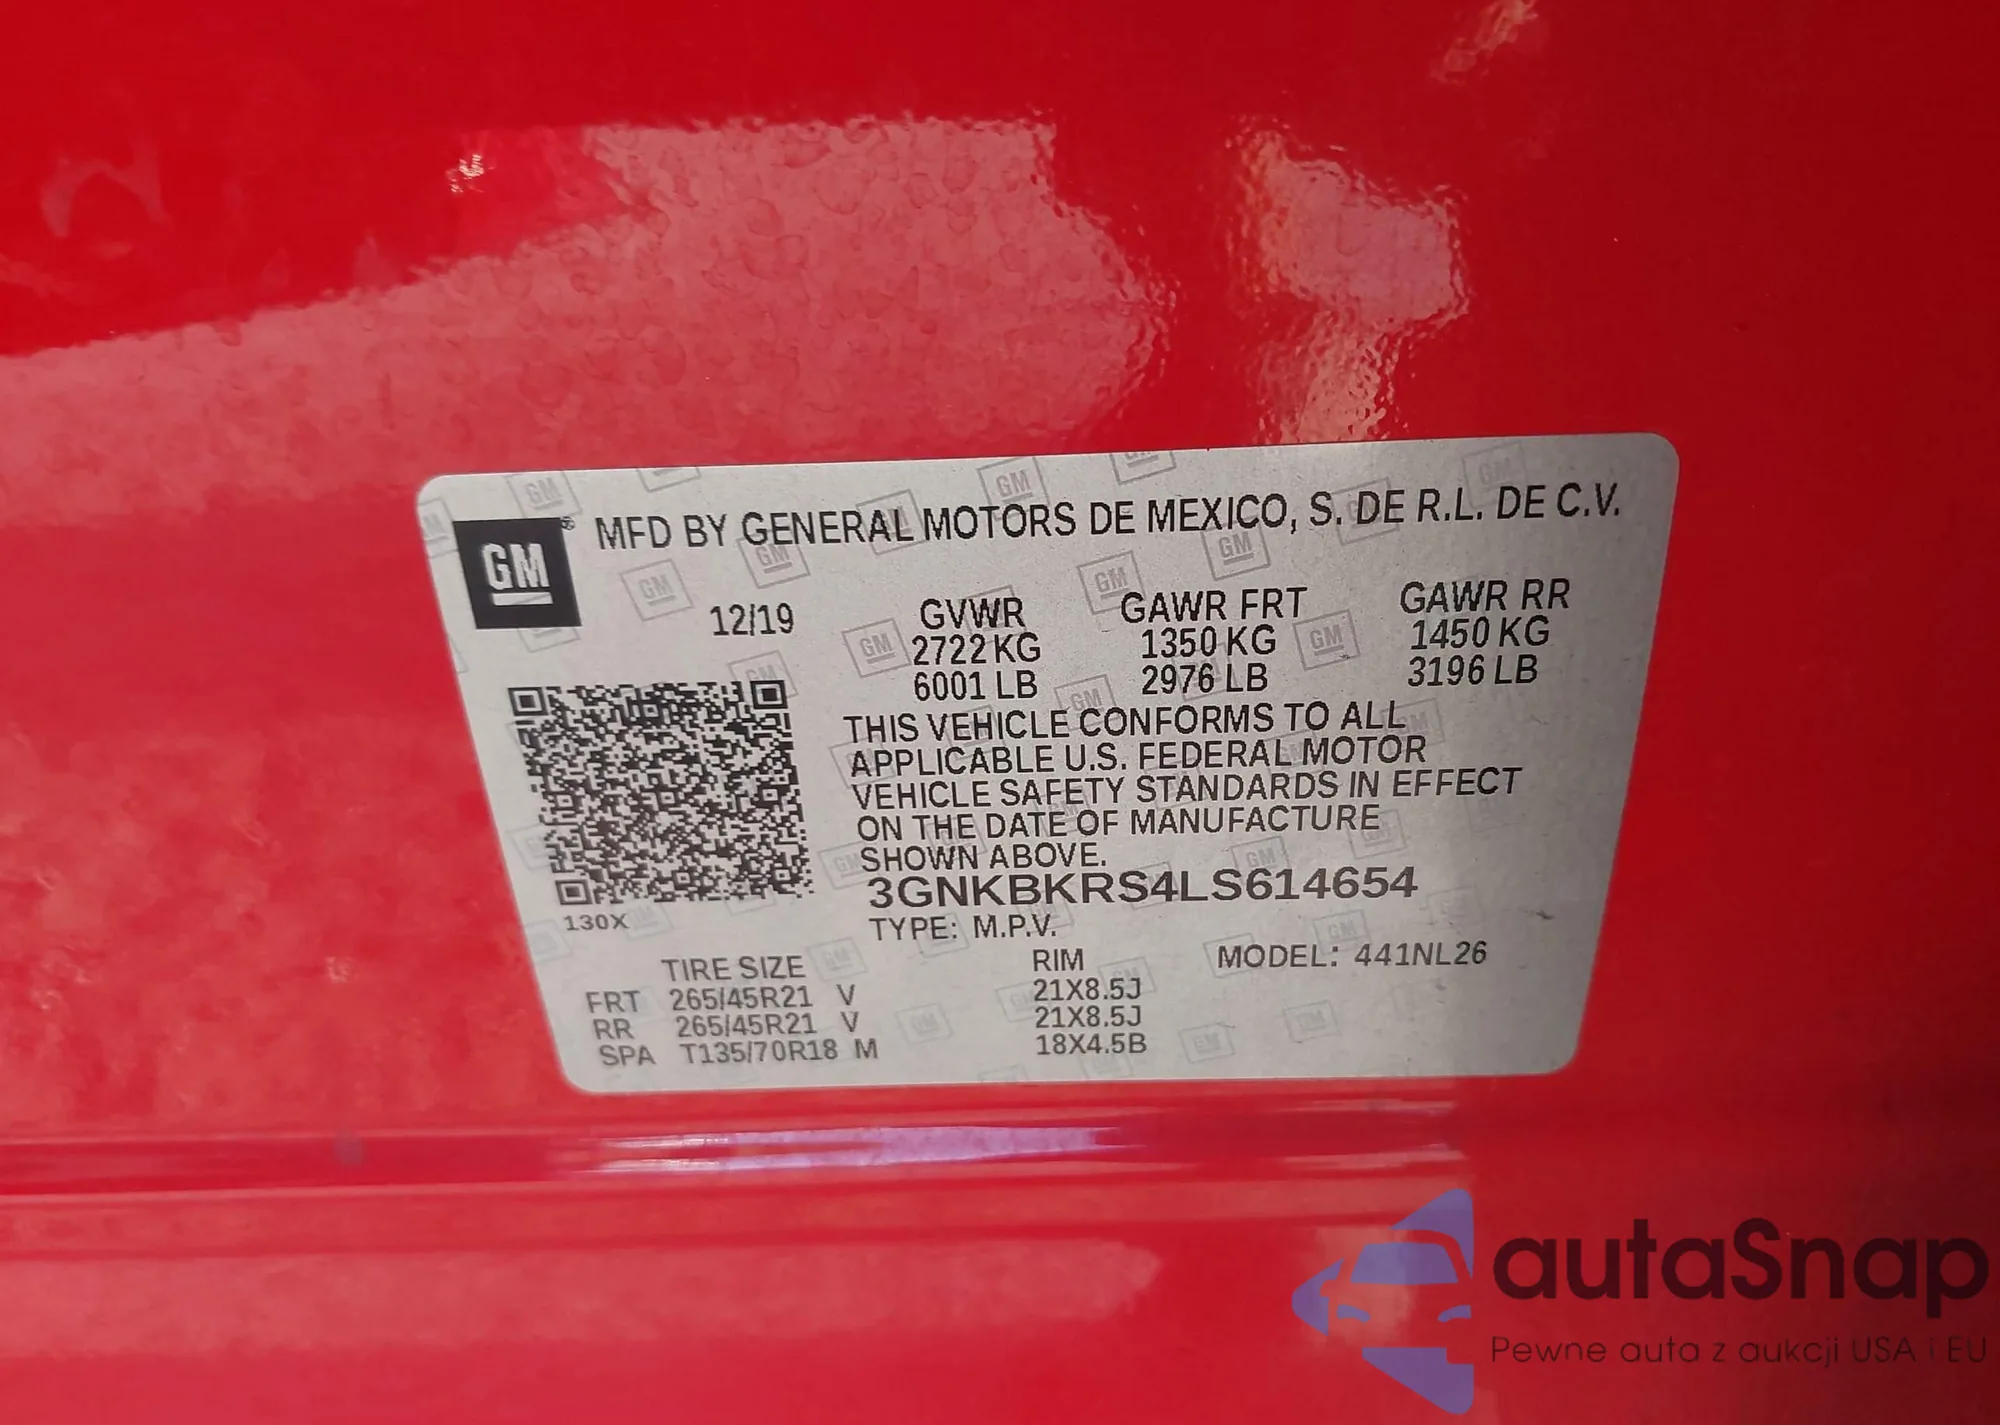 GM
MFD BY GENERAL MOTORS DE MEXICO, S. DE R.L. DE C.V.
12/19 GVWR GAWR FRT GAWR RR
2722 KG 1350 KG 1450 KG
6001 LB 2976 LB 3196 LB
THIS VEHICLE CONFORMS TO ALL
APPLICABLE U.S. FEDERAL MOTOR
VEHICLE SAFETY STANDARDS IN EFFECT
ON THE DATE OF MANUFACTURE
SHOWN ABOVE.
3GNKBKRS4LS614654
130X
TYPE: M.P.V.
TIRE SIZE RIM MODEL: 441NL26
FRT 265/45R21 V 21X8.5J
RR 265/45R21 V 21X8.5J
SPA T135/70R18 M 18X4.5B
autaSnap
Pewne auta z aukcji USA i EU